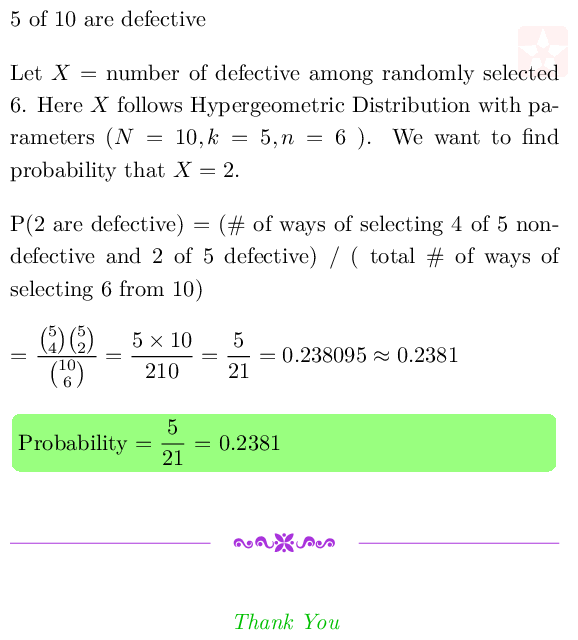 5 of 10 are defective
Let X = number of defective among randomly selected
6. Here X follows Hypergeometric Distribution with pa-
rameters (N = 10, k = 5, n = 6 ). We want to find
probability that X = 2.
P(2 are defective) = (# of ways of selecting 4 of 5 non-
defective and 2 of 5 defective) / ( total # of ways of
selecting 6 from 10)
= \frac{\binom{5}{4}\binom{5}{2}}{\binom{10}{6}} = \frac{5 × 10}{210} = \frac{5}{21} = 0.238095 ≈ 0.2381
Probability = \frac{5}{21} = 0.2381
Thank You